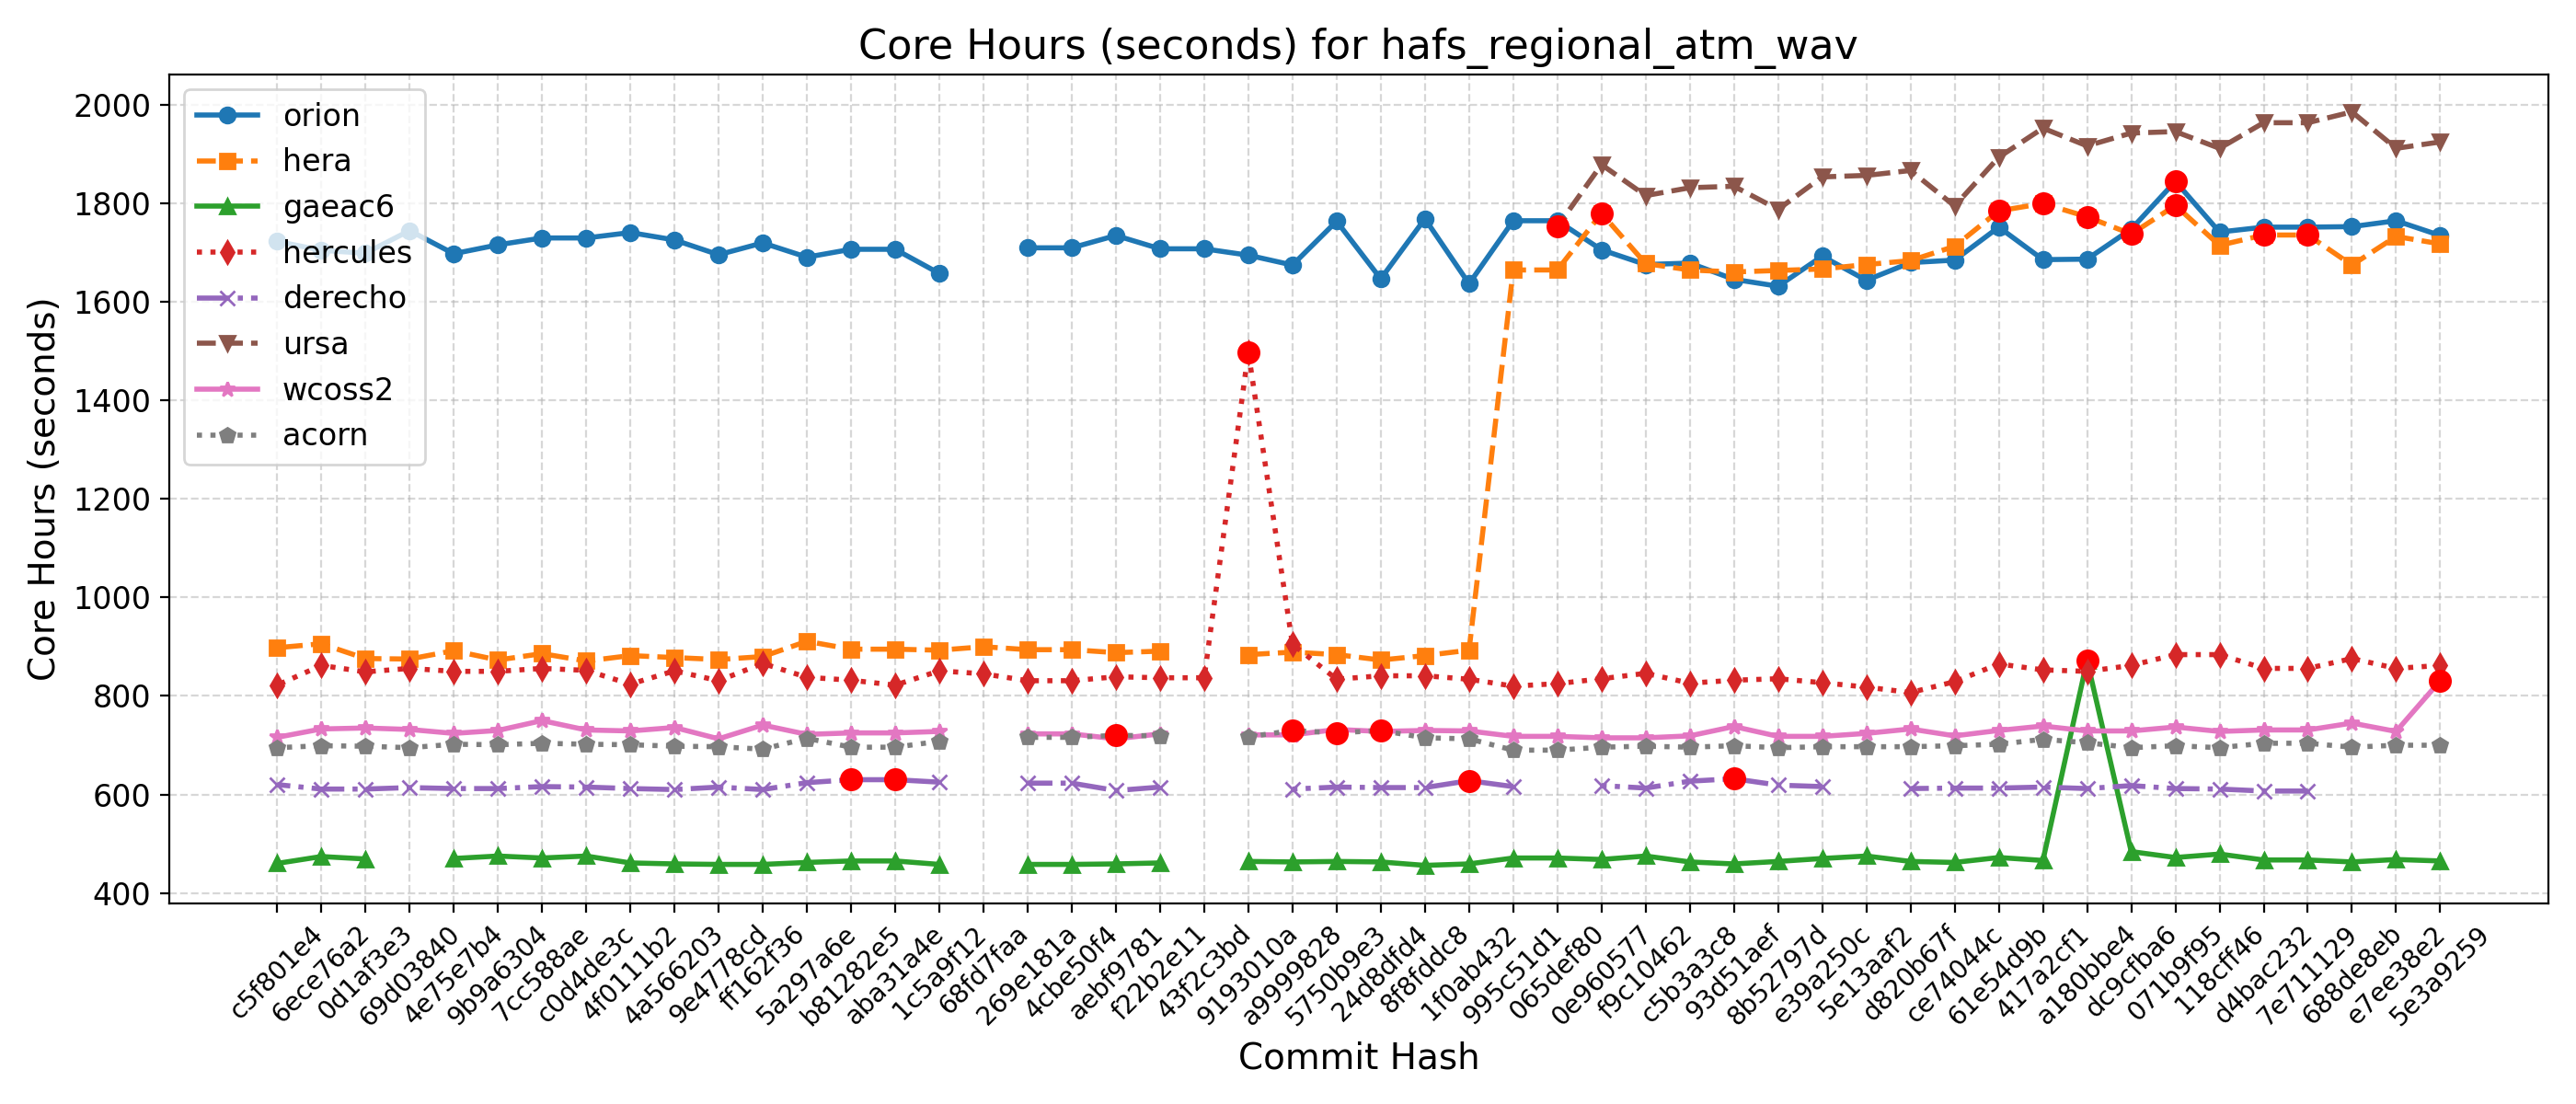 Core Hours (seconds) for hafs_regional_atm_wav
Core Hours (seconds)
2000
1800
1600
1400
1200
1000
800
600
400
orion
hera
gaeac6
hercules
derecho
ursa
wcoss2
acorn
c5f801e4
6ece76a2
0d1af3e3
69d03840
4e75e7b4
9b9a6304
7cc588ae
c0d4de3c
4f0111b2
4a566203
9e4778cd
ff162f36
5a297a6e
b81282e5
aba31a4e
1c5a9f12
68fd7faa
269e181a
4cbe50f4
aebf9781
f22b2e11
43f2c3bd
9193010a
a9999828
5750b9e3
24d8dfd4
8f8fddc8
1f0ab432
995c51d1
065def80
0e960577
f9c10462
c5b3a3c8
93d51aef
8b52797d
e39a250c
5e13aaf2
d820b67f
ce74044c
61e54d9b
417a2cf1
a180bbe4
dc9cfba6
071b9f95
118cff46
d4bac232
7e711129
688de8eb
e7ee38e2
5e3a9259
Commit Hash